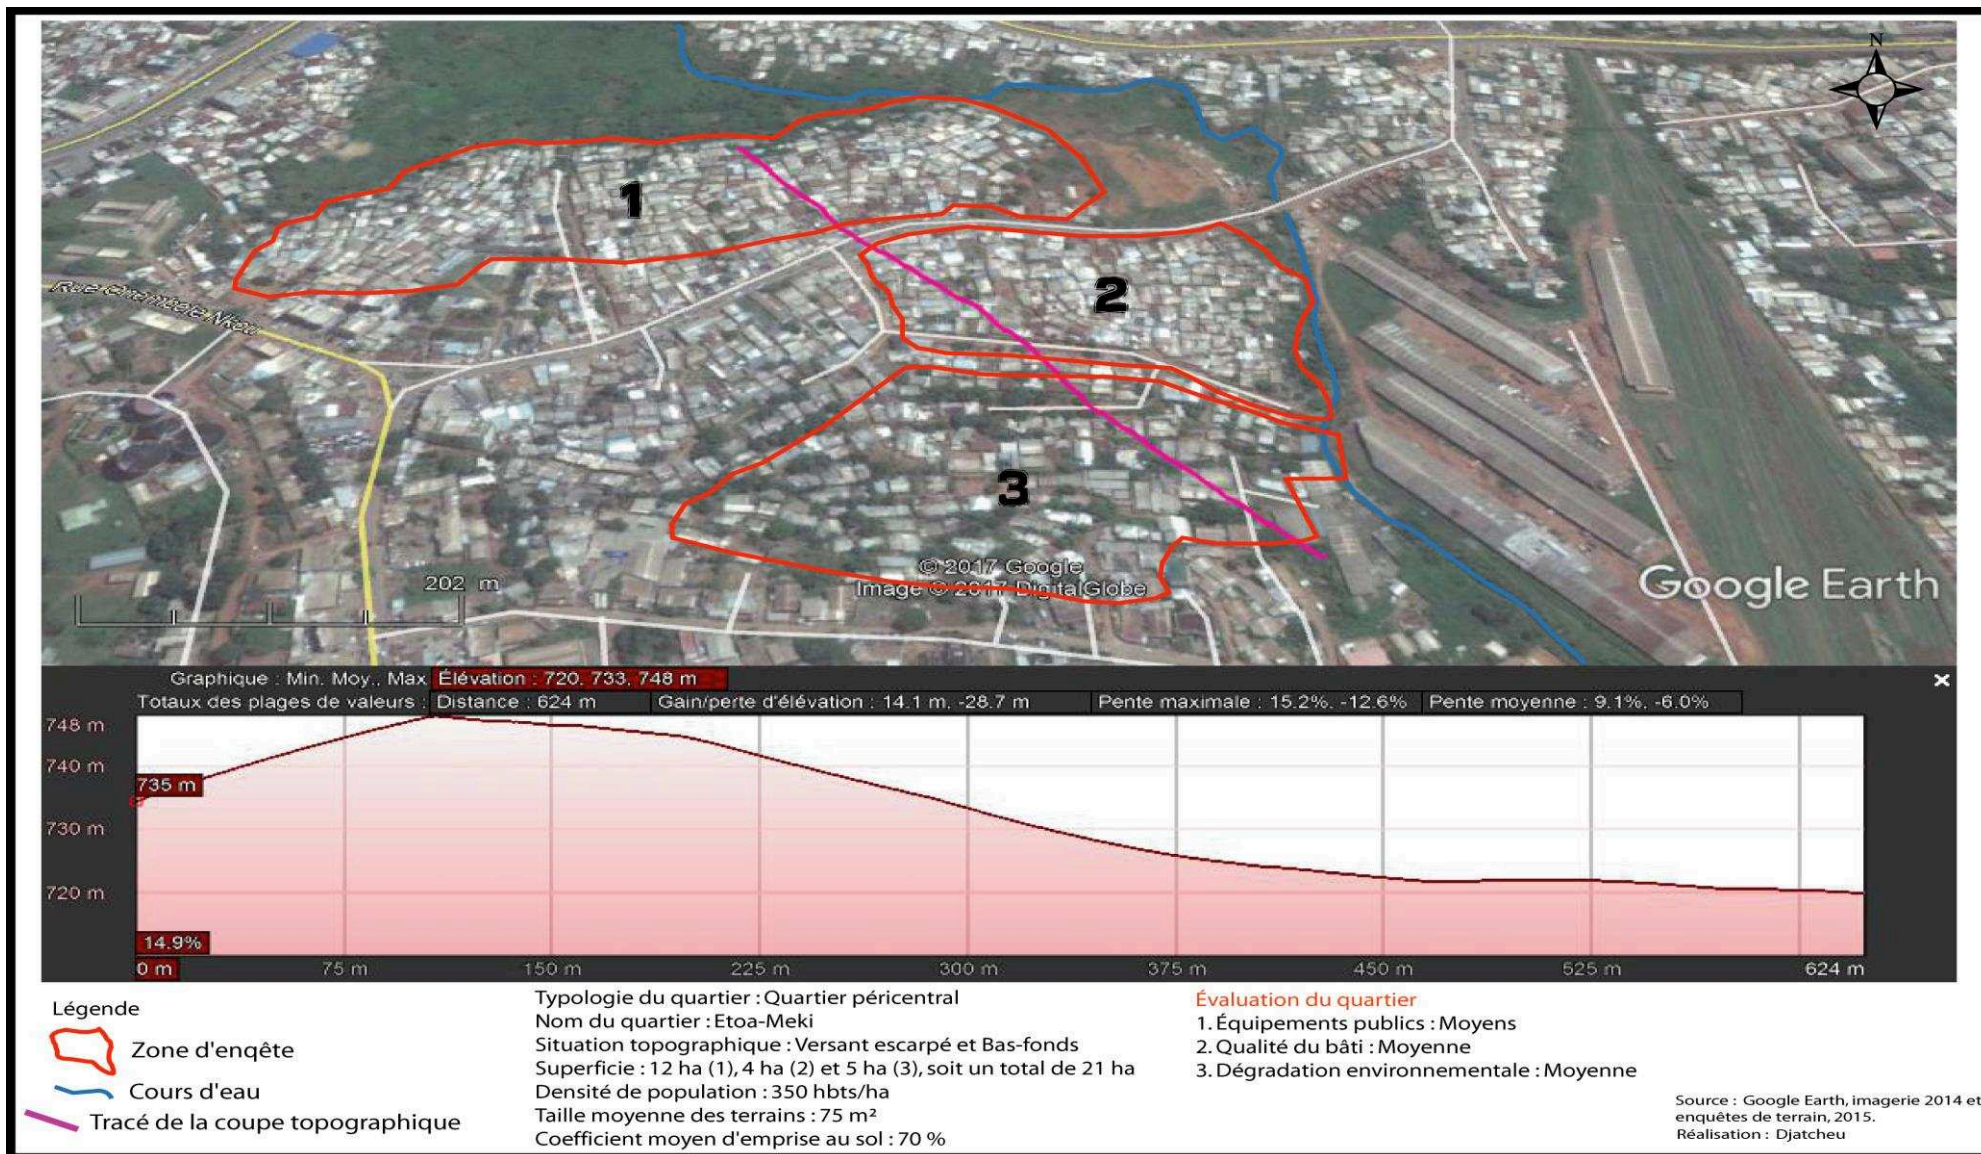 N
1
2
3
202 m
© 2017 Google
Image © 2017 DigitalGlobe
Google Earth
Graphique : Min. Moy., Max Élévation : 720, 733, 748 m
Totaux des plages de valeurs : Distance : 624 m Gain/perte d'élévation : 14.1 m, -28.7 m Pente maximale : 15.2%, -12.6% Pente moyenne : 9.1%, -6.0%
748 m
740 m
735 m
730 m
720 m
14.9%
0 m 75 m 150 m 225 m 300 m 375 m 450 m 525 m 624 m
Légende
Zone d'enqête
Cours d'eau
Tracé de la coupe topographique
Typologie du quartier : Quartier péricentral
Nom du quartier : Etoa-Meki
Situation topographique : Versant escarpé et Bas-fonds
Superficie : 12 ha (1), 4 ha (2) et 5 ha (3), soit un total de 21 ha
Densité de population : 350 hbts/ha
Taille moyenne des terrains : 75 m²
Coefficient moyen d'emprise au sol : 70 %
Évaluation du quartier
1. Équipements publics : Moyens
2. Qualité du bâti : Moyenne
3. Dégradation environnementale : Moyenne
Source : Google Earth, imagerie 2014 et
enquêtes de terrain, 2015.
Réalisation : Djatcheu